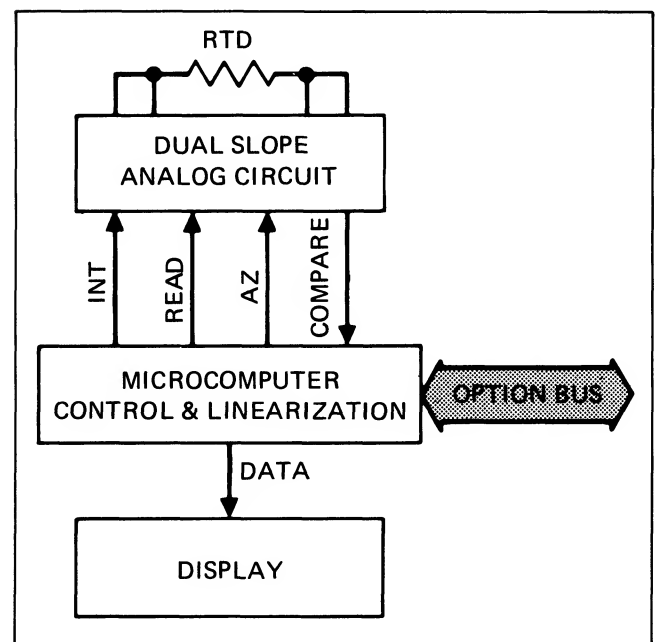 RTD
DUAL SLOPE
ANALOG CIRCUIT
INT
READ
AZ
COMPARE
MICROCOMPUTER
CONTROL & LINEARIZATION
OPTION BUS
DATA
DISPLAY